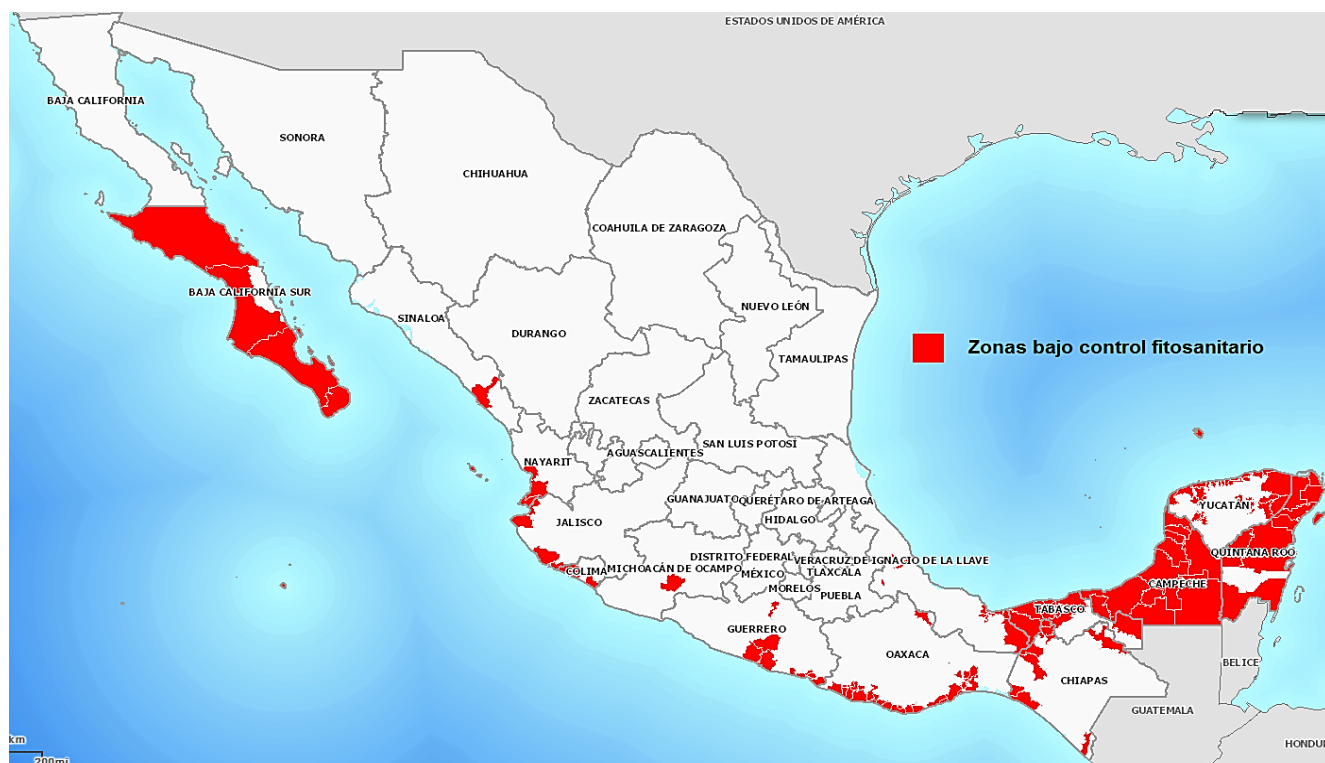 ESTADOS UNIDOS DE AMÉRICA
BAJA CALIFORNIA
SONORA
CHIHUAHUA
COAHUILA DE ZARAGOZA
BAJA CALIFORNIA SUR
SINALOA
DURANGO
NUEVO LEÓN
TAMAULIPAS
Zonas bajo control fitosanitario
ZACATECAS
SAN LUIS POTOSÍ
NAYARIT
AGUASCALIENTES
GUANAJUATO
QUERÉTARO DE ARTEAGA
JALISCO
HIDALGO
YUCATÁN
DISTRITO FEDERAL
VERACRUZ DE IGNACIO DE LA LLAVE
QUINTANA ROO
COLIMA
MICHOACÁN DE OCAMPO
MÉXICO
TLAXCALA
CAMPECHE
MORELOS
PUEBLA
TABASCO
GUERRERO
OAXACA
CHIAPAS
BELICE
GUATEMALA
HONDU
km
200mi